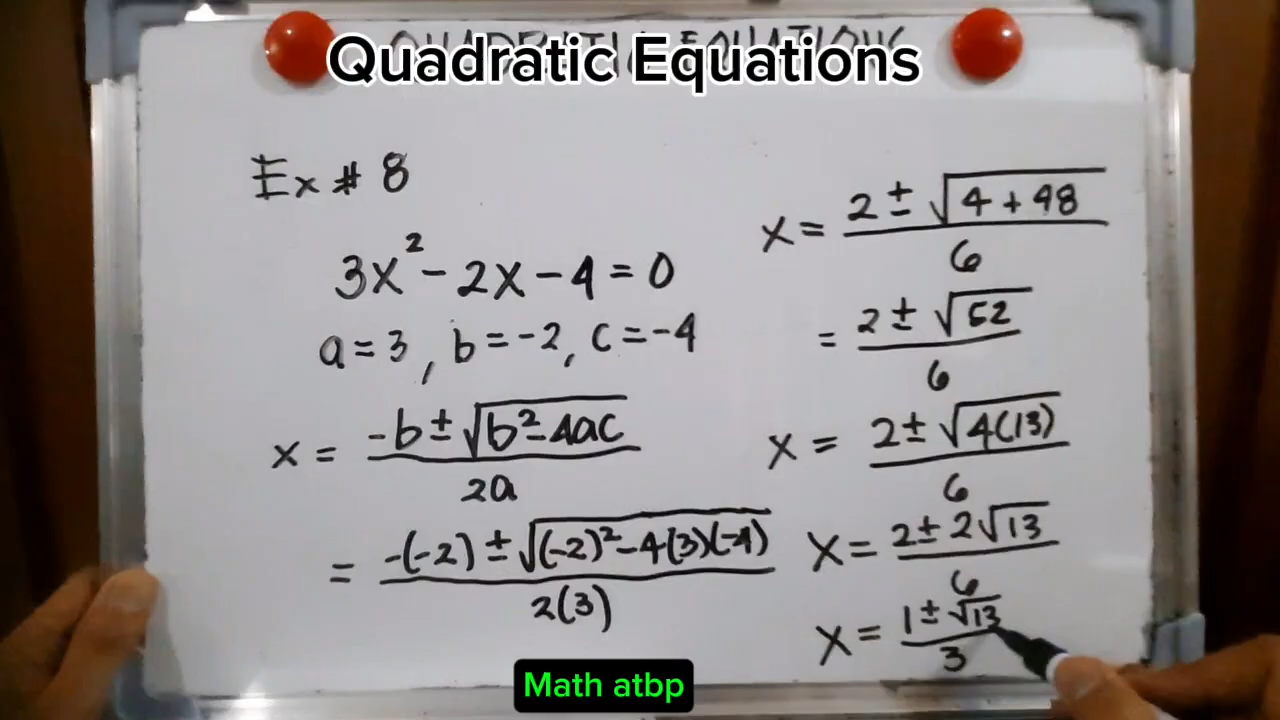 Quadratic Equations
Ex # 8
3x² - 2x - 4 = 0
a = 3, b = -2, c = -4
x = (-b ± √(b² - 4ac)) / 2a
= (-(-2) ± √((-2)² - 4(3)(-4))) / 2(3)
x = (2 ± √(4 + 48)) / 6
= (2 ± √52) / 6
x = (2 ± √(4(13))) / 6
x = (2 ± 2√13) / 6
x = (1 ± √13) / 3
Math atbp